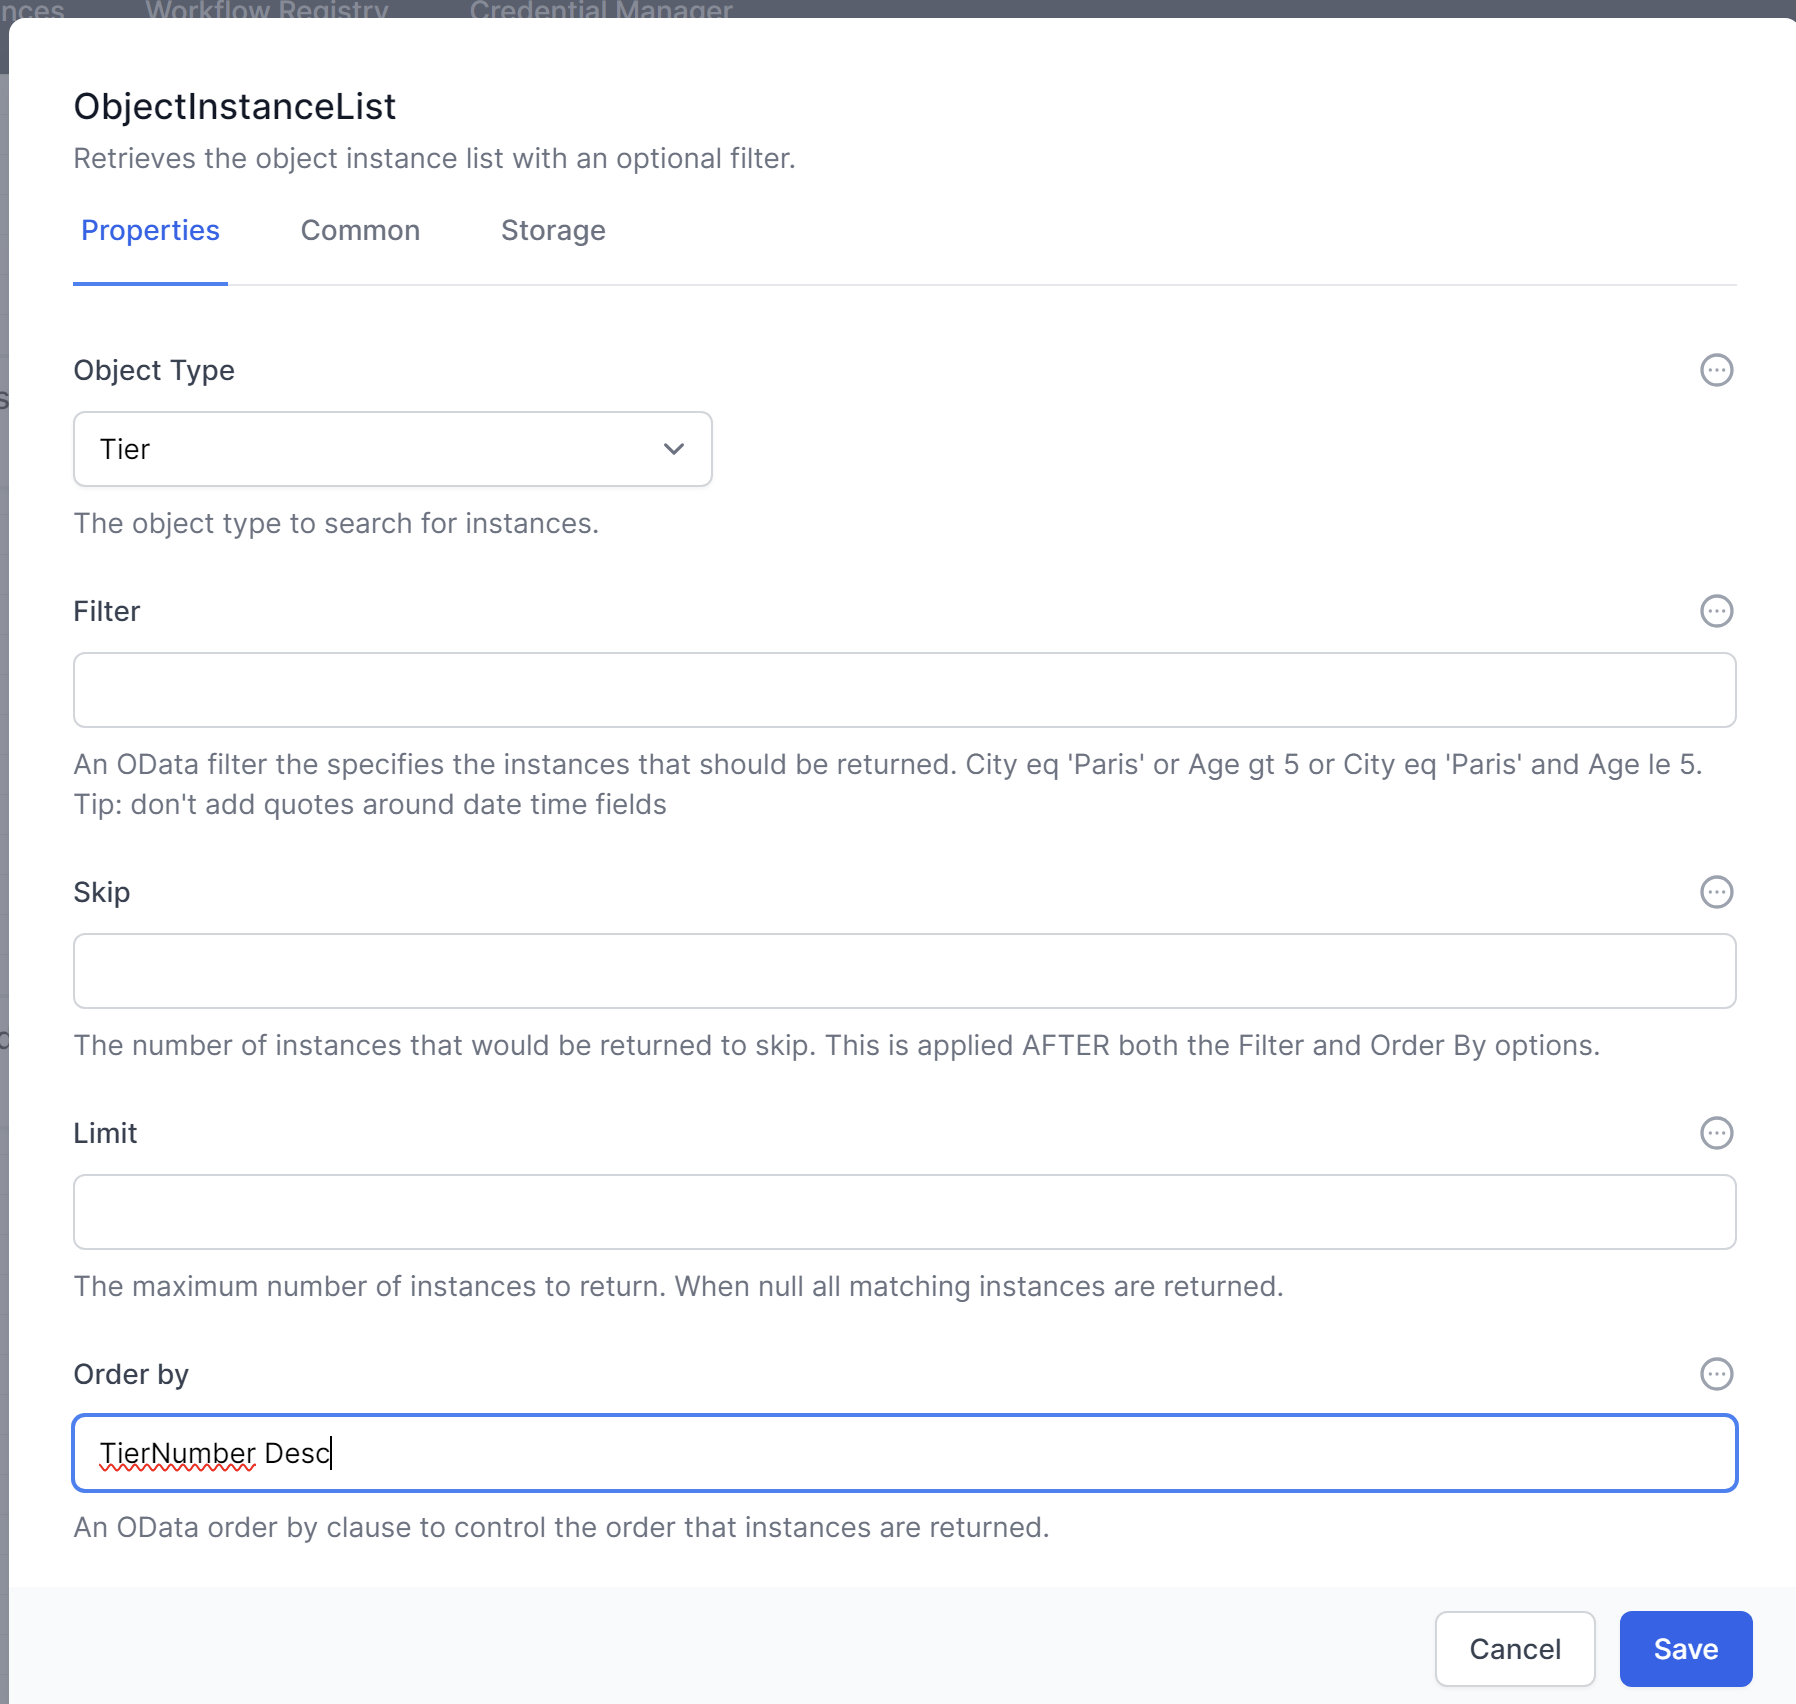 nces Workflow Registry Credential Manager
ObjectInstanceList
Retrieves the object instance list with an optional filter.
Properties Common Storage
Object Type
Tier
The object type to search for instances.
Filter
An OData filter the specifies the instances that should be returned. City eq 'Paris' or Age gt 5 or City eq 'Paris' and Age le 5.
Tip: don't add quotes around date time fields
Skip
The number of instances that would be returned to skip. This is applied AFTER both the Filter and Order By options.
Limit
The maximum number of instances to return. When null all matching instances are returned.
Order by
TierNumber Desc
An OData order by clause to control the order that instances are returned.
Cancel Save